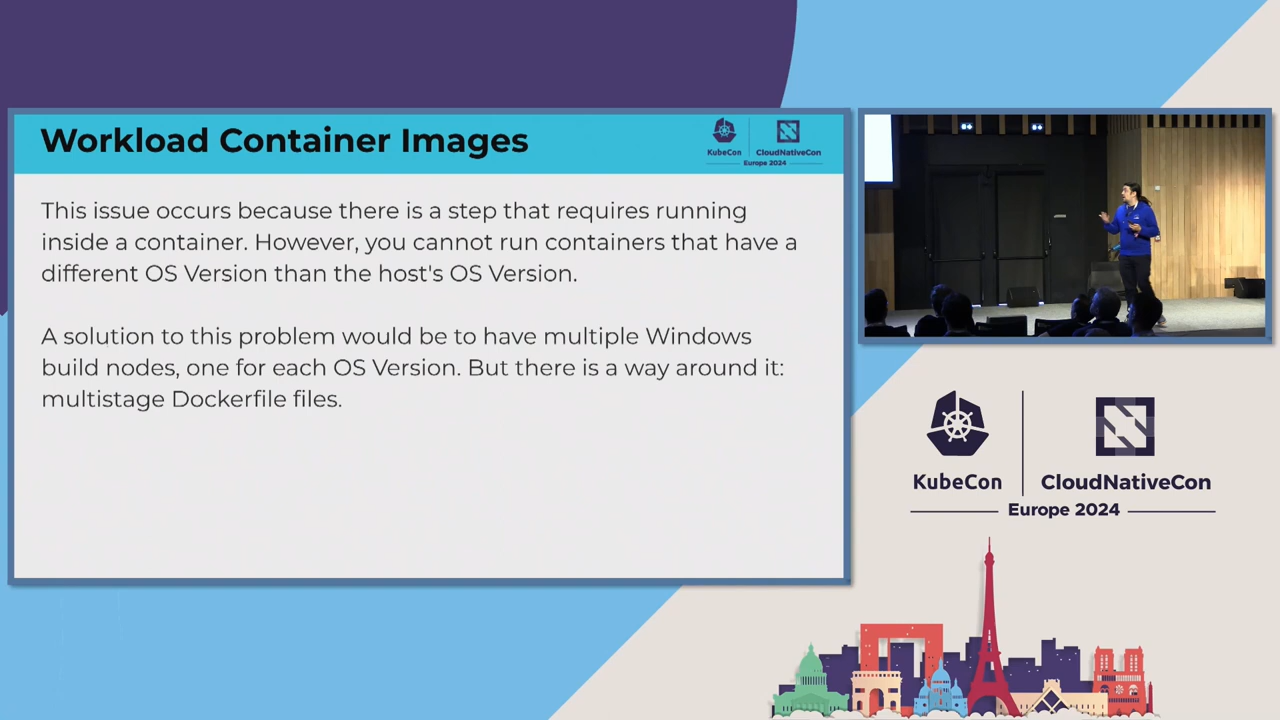 Workload Container Images
KubeCon
CloudNativeCon
Europe 2024
This issue occurs because there is a step that requires running
inside a container. However, you cannot run containers that have a
different OS Version than the host's OS Version.
A solution to this problem would be to have multiple Windows
build nodes, one for each OS Version. But there is a way around it:
multistage Dockerfile files.
KubeCon
CloudNativeCon
Europe 2024